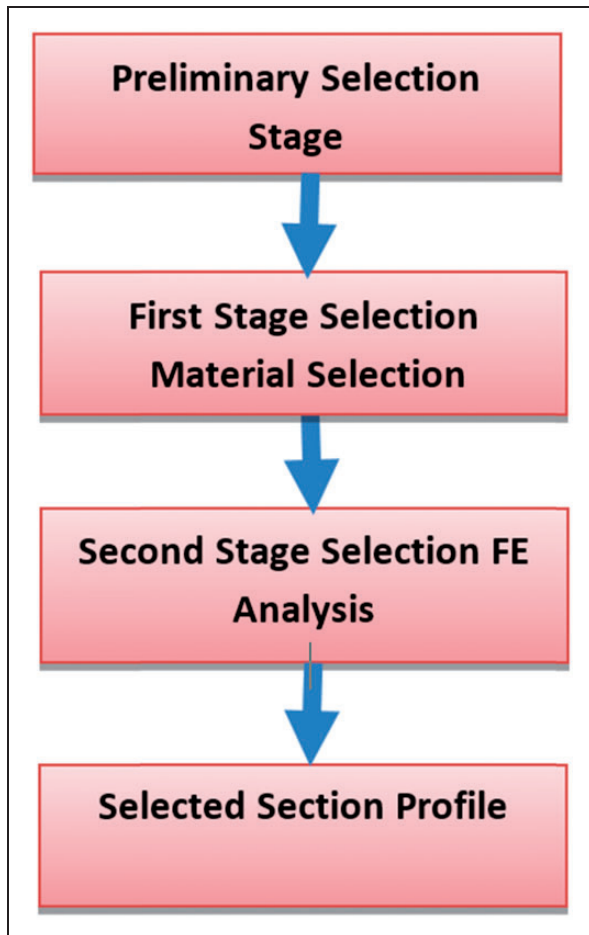 Preliminary Selection
Stage
First Stage Selection
Material Selection
Second Stage Selection FE
Analysis
Selected Section Profile